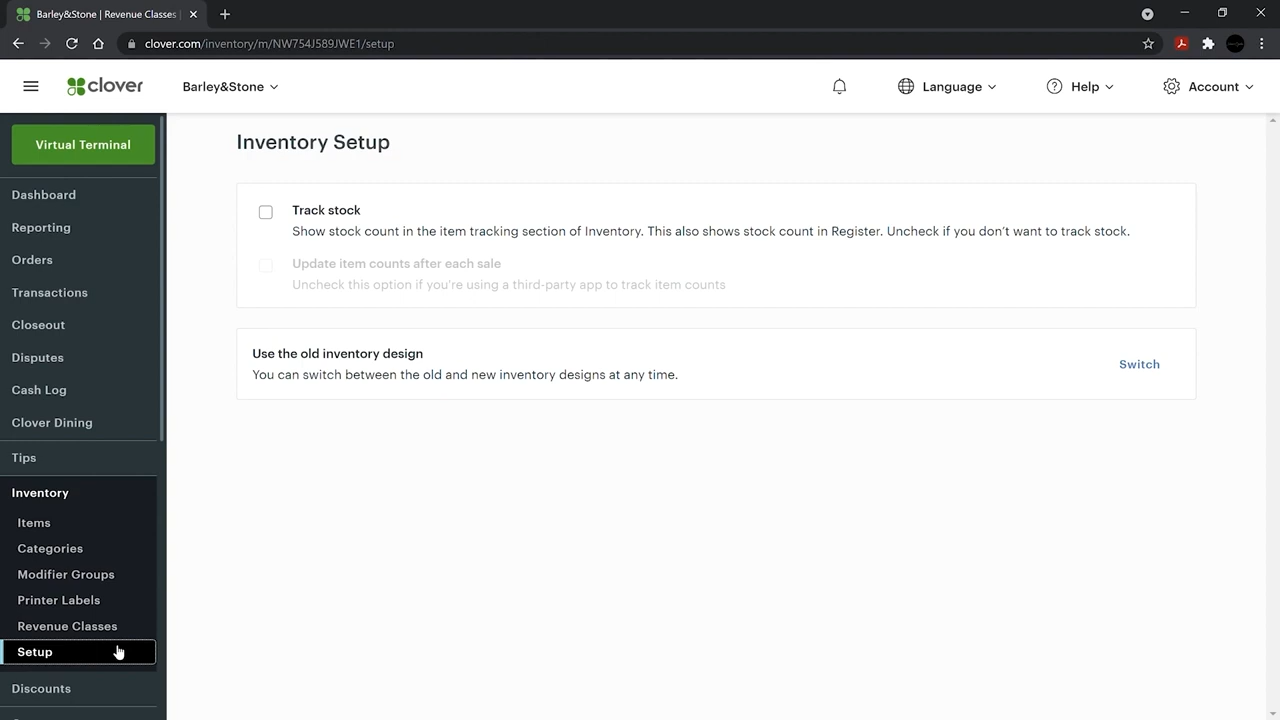 Barley&Stone | Revenue Classes
clover.com/inventory/m/NW754J589JWE1/setup
clover
Barley&Stone
Language
Help
Account
Virtual Terminal
Dashboard
Reporting
Orders
Transactions
Closeout
Disputes
Cash Log
Clover Dining
Tips
Inventory
Items
Categories
Modifier Groups
Printer Labels
Revenue Classes
Setup
Discounts
Inventory Setup
Track stock
Show stock count in the item tracking section of Inventory. This also shows stock count in Register. Uncheck if you don't want to track stock.
Update item counts after each sale
Uncheck this option if you're using a third-party app to track item counts
Use the old inventory design
You can switch between the old and new inventory designs at any time.
Switch